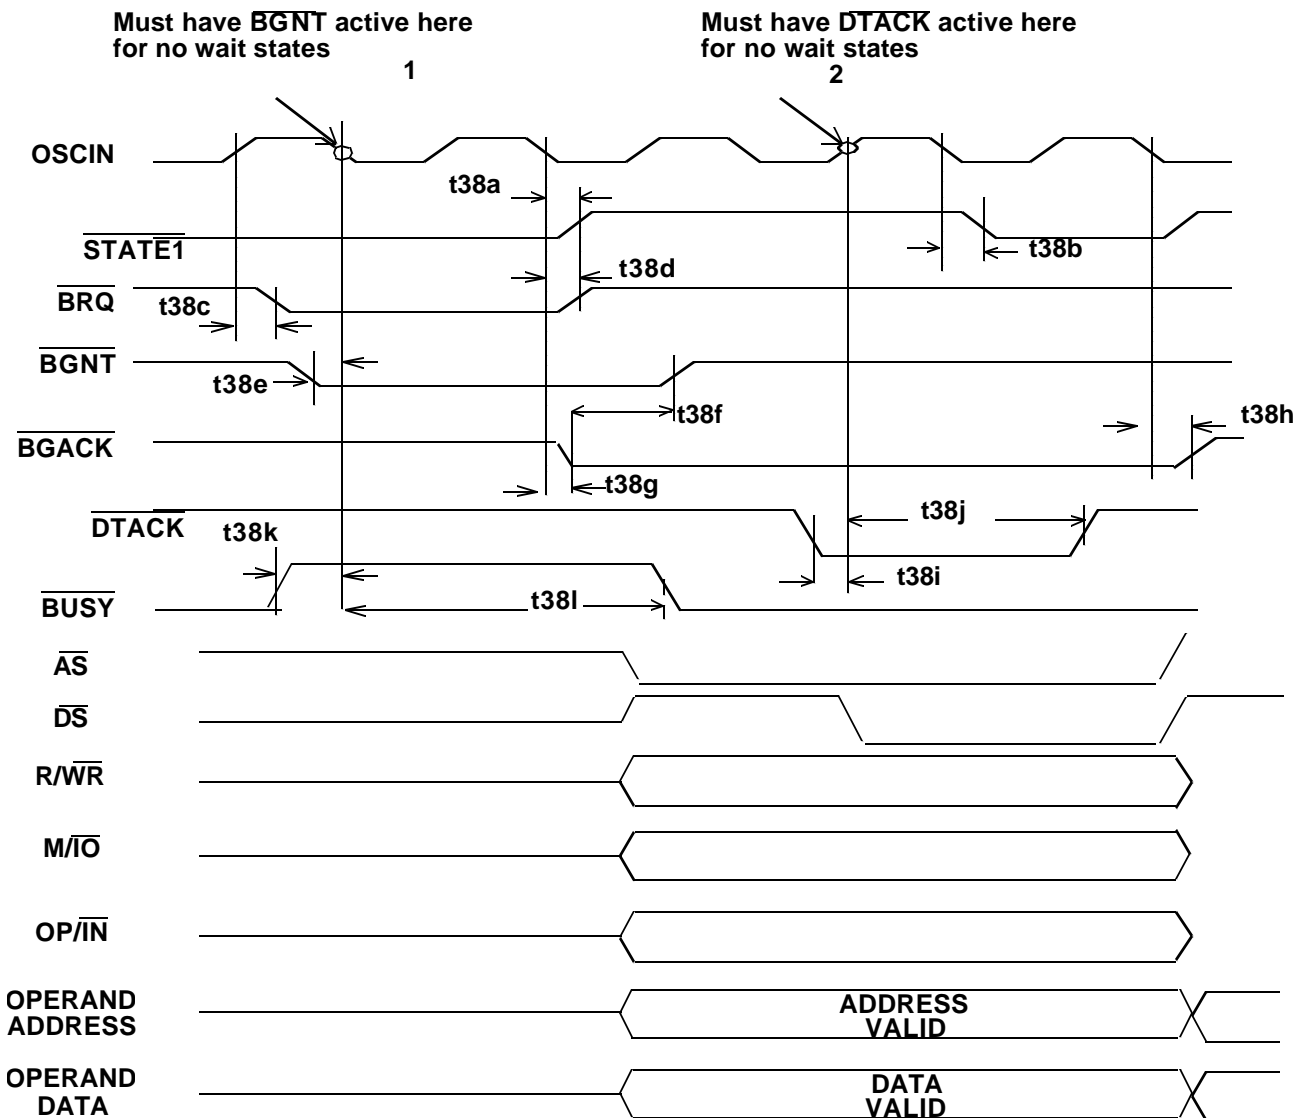 Must have BGNT active here
for no wait states
1
Must have DTACK active here
for no wait states
2
OSCIN
t38a
STATE1
t38b
t38d
BRQ
t38c
BGNT
t38e
t38f
t38h
BGACK
t38g
DTACK
t38k
t38j
t38i
BUSY
t38l
AS
DS
R/WR
M/IO
OP/IN
OPERAND
ADDRESS
ADDRESS
VALID
OPERAND
DATA
DATA
VALID